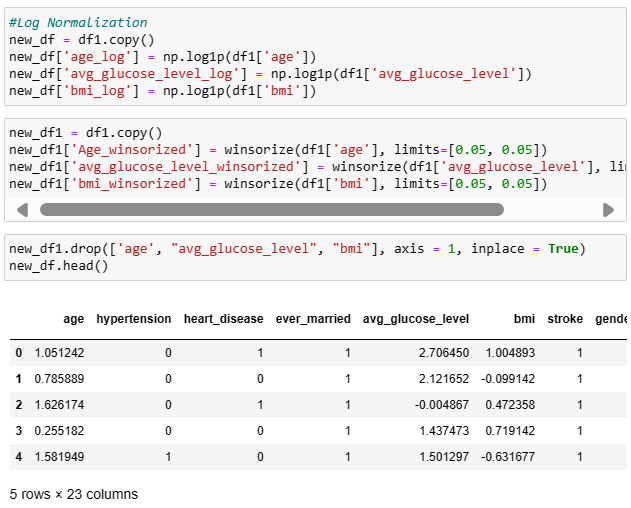 #Log Normalization
new_df = df1.copy()
new_df['age_log'] = np.log1p(df1['age'])
new_df['avg_glucose_level_log'] = np.log1p(df1['avg_glucose_level'])
new_df['bmi_log'] = np.log1p(df1['bmi'])
new_df1 = df1.copy()
new_df1['Age_winsorized'] = winsorize(df1['age'], limits=[0.05, 0.05])
new_df1['avg_glucose_level_winsorized'] = winsorize(df1['avg_glucose_level'],
new_df1['bmi_winsorized'] = winsorize(df1['bmi'], limits=[0.05, 0.05])
new_df1.drop(['age', "avg_glucose_level", "bmi"], axis = 1, inplace = True)
new_df.head()
age hypertension heart_disease ever_married avg_glucose_level bmi stroke
0 1.051242 0 1 1 2.706450 1.004893 1
1 0.785889 0 0 1 2.121652 -0.099142 1
2 1.626174 0 1 1 -0.004867 0.472358 1
3 0.255182 0 0 1 1.437473 0.719142 1
4 1.581949 1 0 1 1.501297 -0.631677 1
5 rows × 23 columns